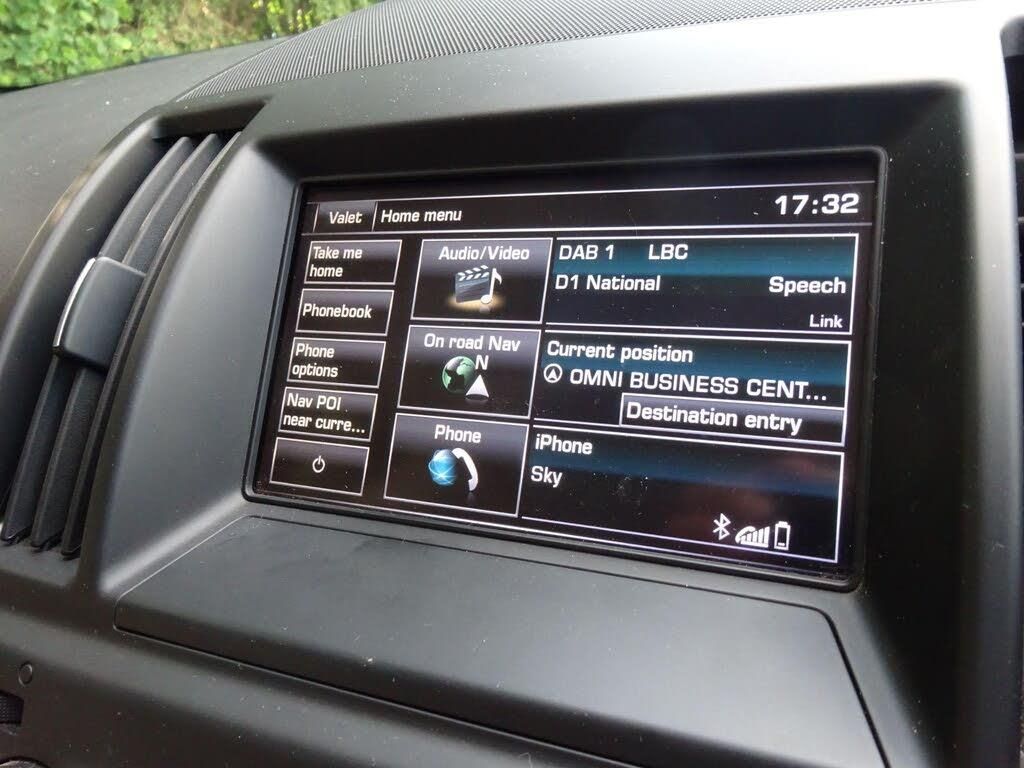 Valet
Home menu
17:32
Take me
home
Phonebook
Phone
options
Nav POI
near curre...
Audio/Video
On road Nav
N
Phone
DAB 1 LBC
D1 National Speech
Link
Current position
OMNI BUSINESS CENT...
Destination entry
iPhone
Sky